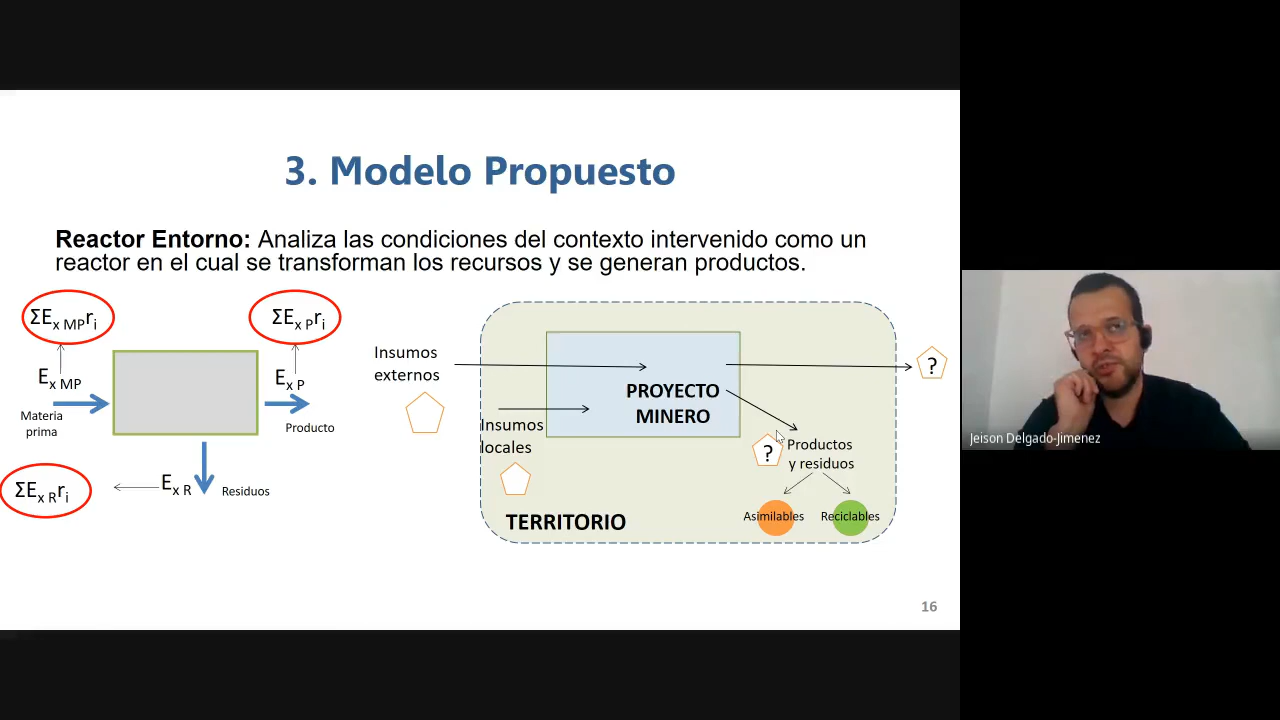 3. Modelo Propuesto
Reactor Entorno: Analiza las condiciones del contexto intervenido como un
reactor en el cual se transforman los recursos y se generan productos.
ΣEx MPri
ΣEx Pri
Ex MP
Ex P
Materia
prima
Producto
Ex R
Residuos
ΣEx Rri
Insumos
externos
PROYECTO
MINERO
?
Insumos
locales
?
Productos
y residuos
Asimilables
Reciclables
TERRITORIO
16
Jeison Delgado-Jimenez